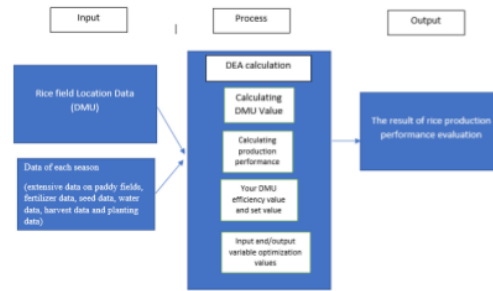 Input
Process
Output
Rice field Location Data
(DMU)
Data of each season
(extensive data on paddy fields,
fertilizer data, seed data, water
data, harvest data and planting
data)
DEA calculation
Calculating
DMU Value
Calculating
production
performance
Your DMU
efficiency value
and set value
Input and/output
variable optimization
values
The result of rice production
performance evaluation